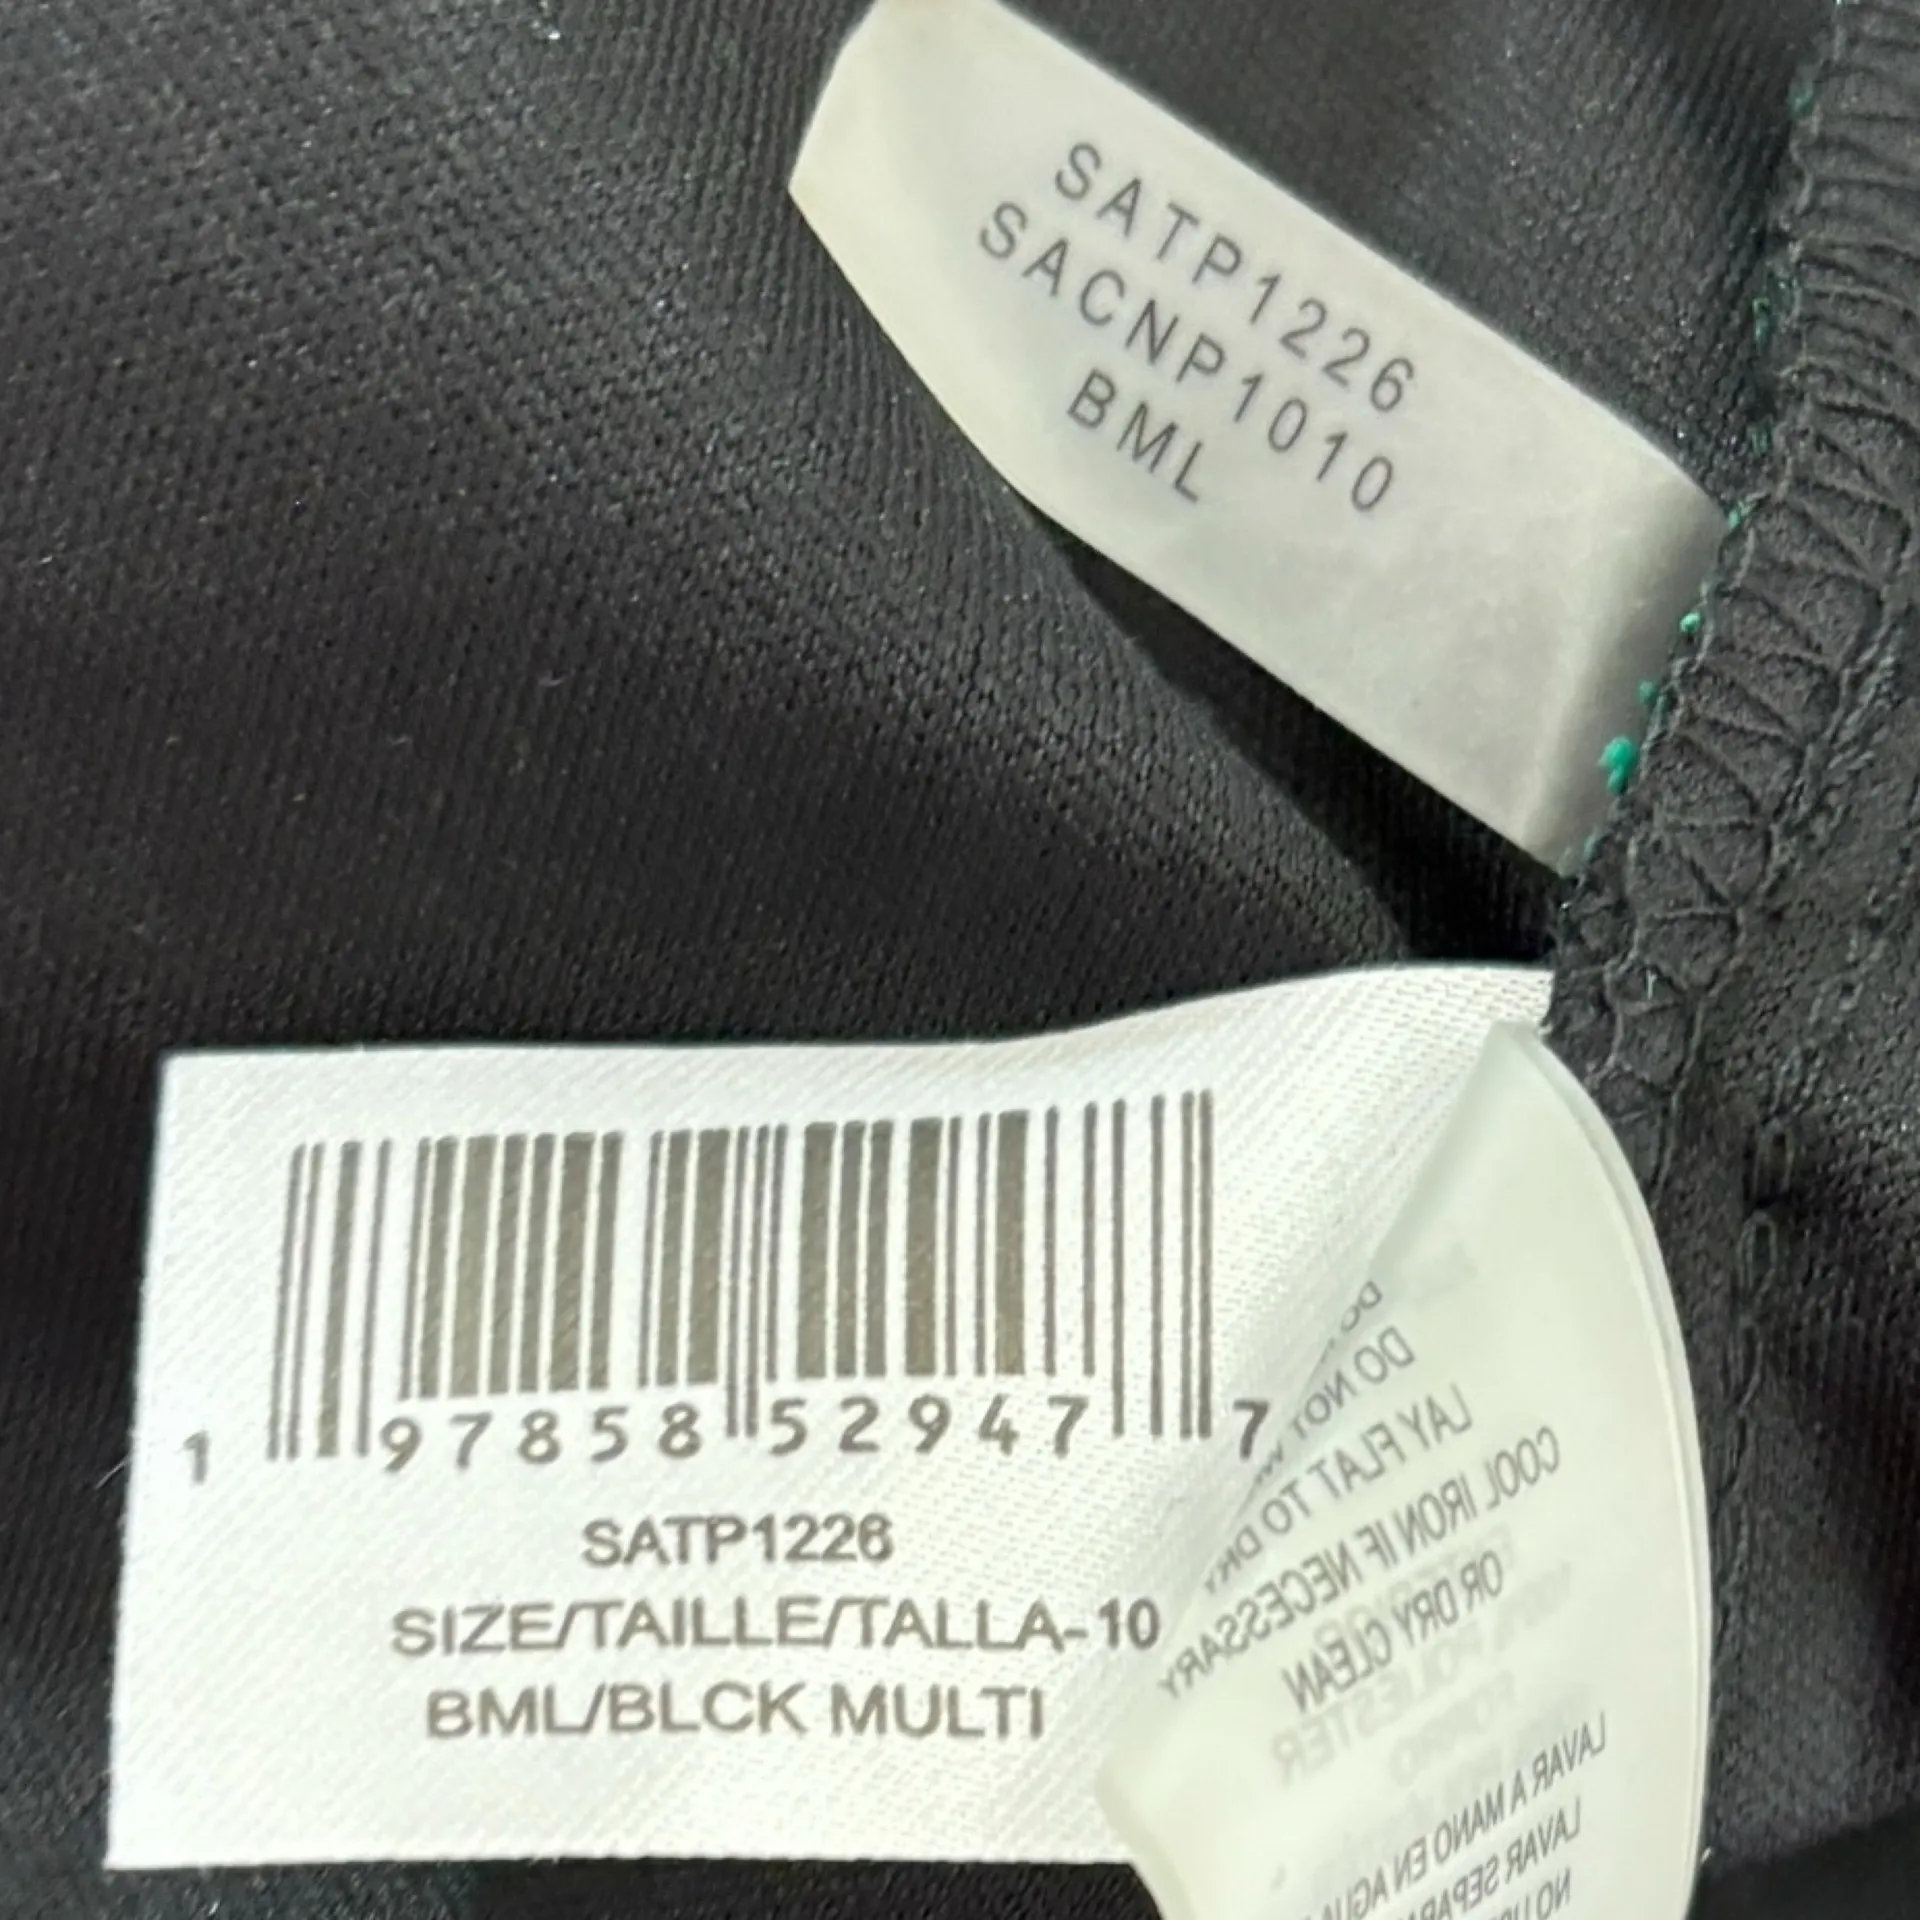 SATP1226
SACNP1010
BML
1 97858 52947 7
SATP1226
SIZE/TAILLE/TALLA-10
BML/BLCK MULTI
DO NOT
LAY FLAT TO DRY
COOL IRON IF NECESSARY
OR DRY CLEAN
LAVAR A MANO EN AGUA
LAVAR
NO